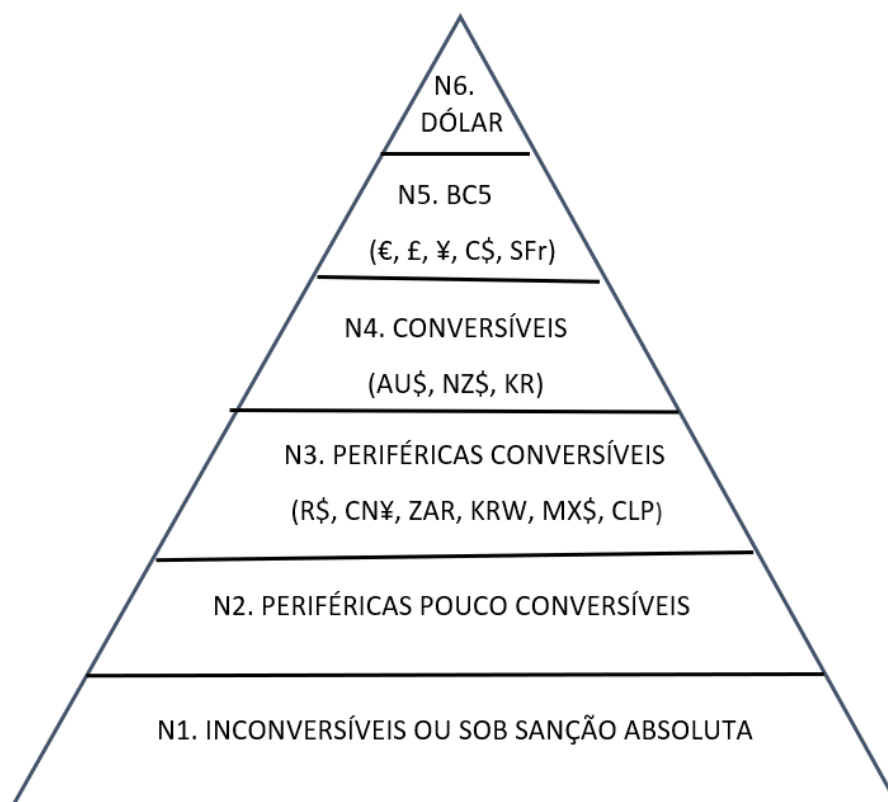 N6.
DÓLAR
N5. BC5
(€, £, ¥, C$, SFr)
N4. CONVERSÍVEIS
(AU$, NZ$, KR)
N3. PERIFÉRICAS CONVERSÍVEIS
(R$, CN¥, ZAR, KRW, MX$, CLP)
N2. PERIFÉRICAS POUCO CONVERSÍVEIS
N1. INCONVERSÍVEIS OU SOB SANÇÃO ABSOLUTA